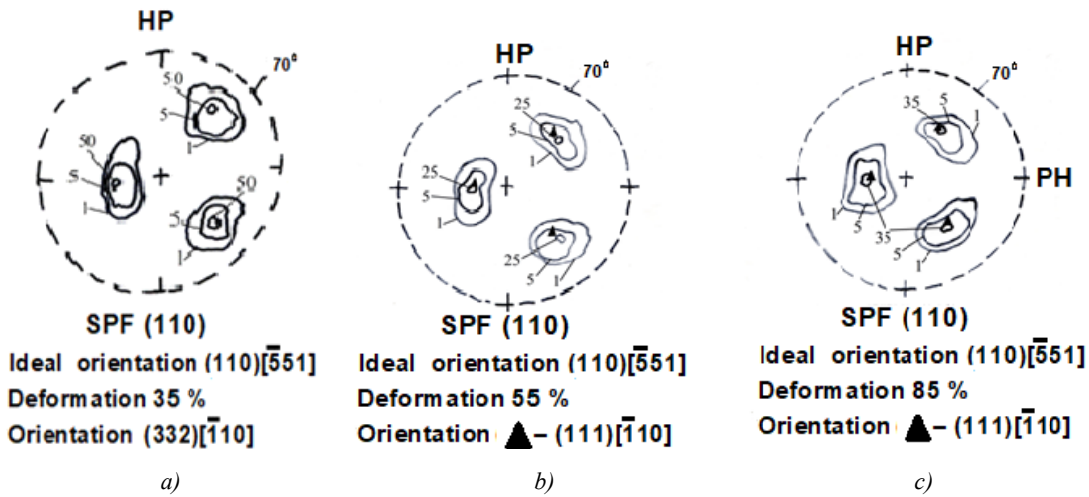 HP
70°
50
5
1
50
5
1
50
5
1
SPF (110)
Ideal orientation (110)[5̅51]
Deformation 35 %
Orientation (332)[1̅10]
a)
HP
70°
25
5
1
25
5
1
25
5
1
SPF (110)
Ideal orientation (110)[5̅51]
Deformation 55 %
Orientation ▲– (111)[1̅10]
b)
HP
70°
35
5
1
PH
1
5
35
5
1
SPF (110)
Ideal orientation (110)[5̅51]
Deformation 85 %
Orientation ▲– (111)[1̅10]
c)